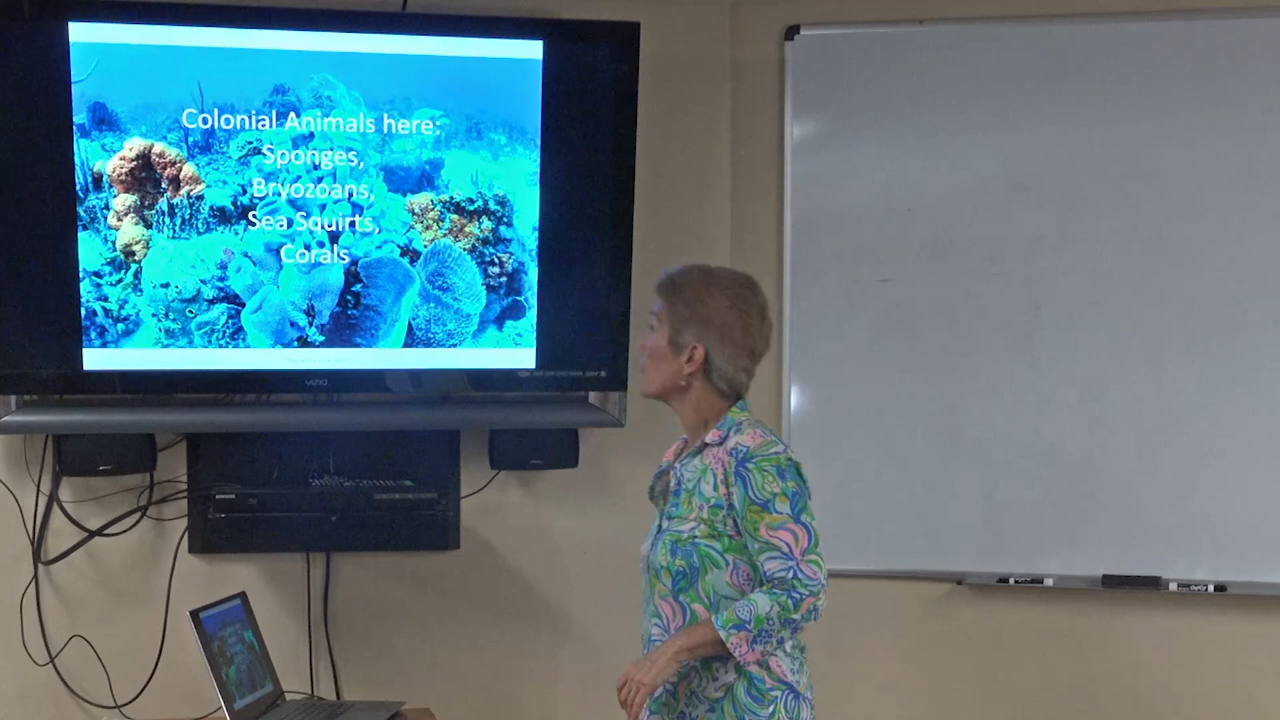 Colonial Animals here:
Sponges,
Bryozoans,
Sea Squirts,
Corals
VIZIO